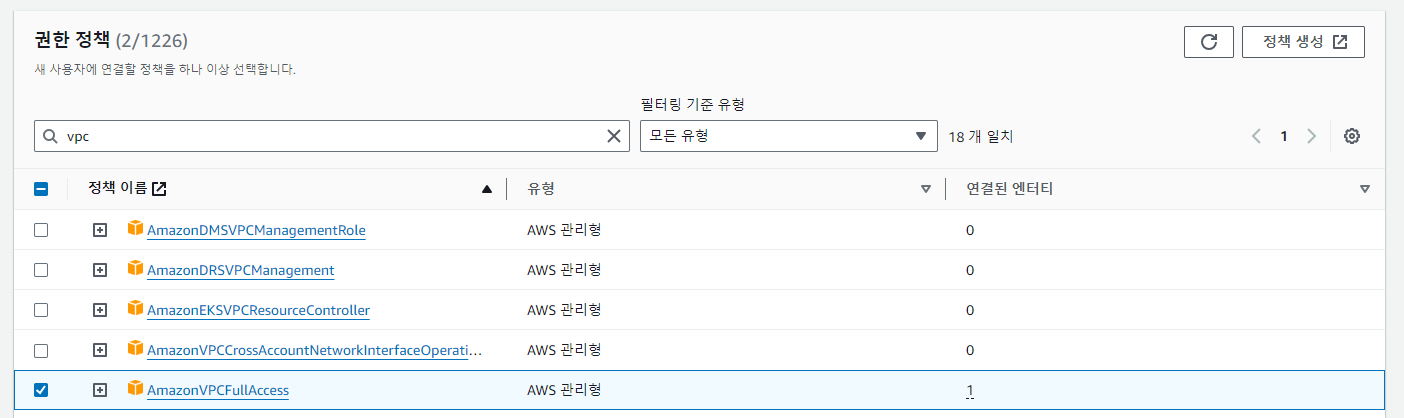 권한 정책 (2/1226)
정책 생성
새 사용자에 연결할 정책을 하나 이상 선택합니다.
필터링 기준 유형
vpc
모든 유형
18 개 일치
1
정책 이름
유형
연결된 엔터티
AmazonDMSVPCManagementRole AWS 관리형 0
AmazonDRSVPCManagement AWS 관리형 0
AmazonEKSVPCResourceController AWS 관리형 0
AmazonVPCCrossAccountNetworkInterfaceOperati... AWS 관리형 0
AmazonVPCFullAccess AWS 관리형 1